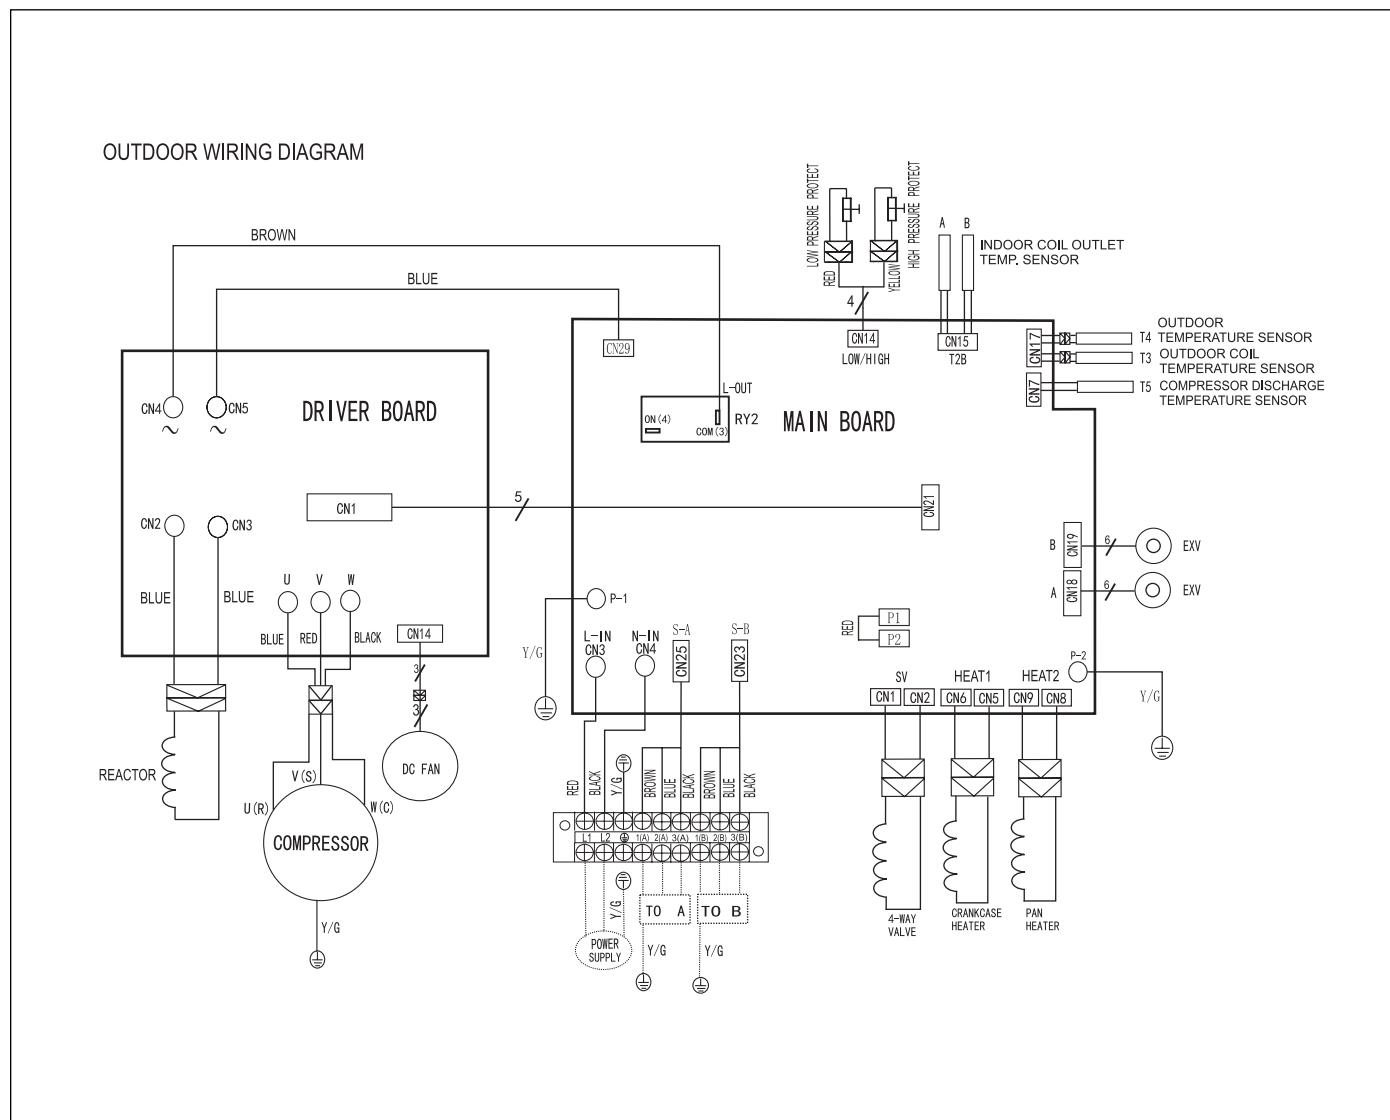 OUTDOOR WIRING DIAGRAM
BROWN
BLUE
LOW PRESSURE PROTECT
HIGH PRESSURE PROTECT
RED
YELLOW
4
CN14
LOW/HIGH
A
B
INDOOR COIL OUTLET
TEMP. SENSOR
CN15
T2B
CN17
T4
OUTDOOR
TEMPERATURE SENSOR
T3
OUTDOOR COIL
TEMPERATURE SENSOR
CN7
T5
COMPRESSOR DISCHARGE
TEMPERATURE SENSOR
CN29
L-OUT
ON(4)
COM(3)
RY2
MAIN BOARD
CN4
CN5
DRIVER BOARD
CN1
5
CN21
CN2
CN3
BLUE
BLUE
U
V
W
BLUE
RED
BLACK
CN14
3
3
B
CN19
6
EXV
A
CN18
6
EXV
P-1
Y/G
L-IN
CN3
N-IN
CN4
S-A
CN25
S-B
CN23
RED
P1
P2
P-2
Y/G
SV
CN1
CN2
HEAT1
CN6
CN5
HEAT2
CN9
CN8
REACTOR
V(S)
U(R)
W(C)
COMPRESSOR
Y/G
DC FAN
RED
BLACK
Y/G
BROWN
BLUE
BLACK
BROWN
BLUE
BLACK
L1
L2
1(A)
2(A)
3(A)
1(B)
2(B)
3(B)
Y/G
TO A
TO B
POWER
SUPPLY
Y/G
Y/G
4-WAY
VALVE
CRANKCASE
HEATER
PAN
HEATER